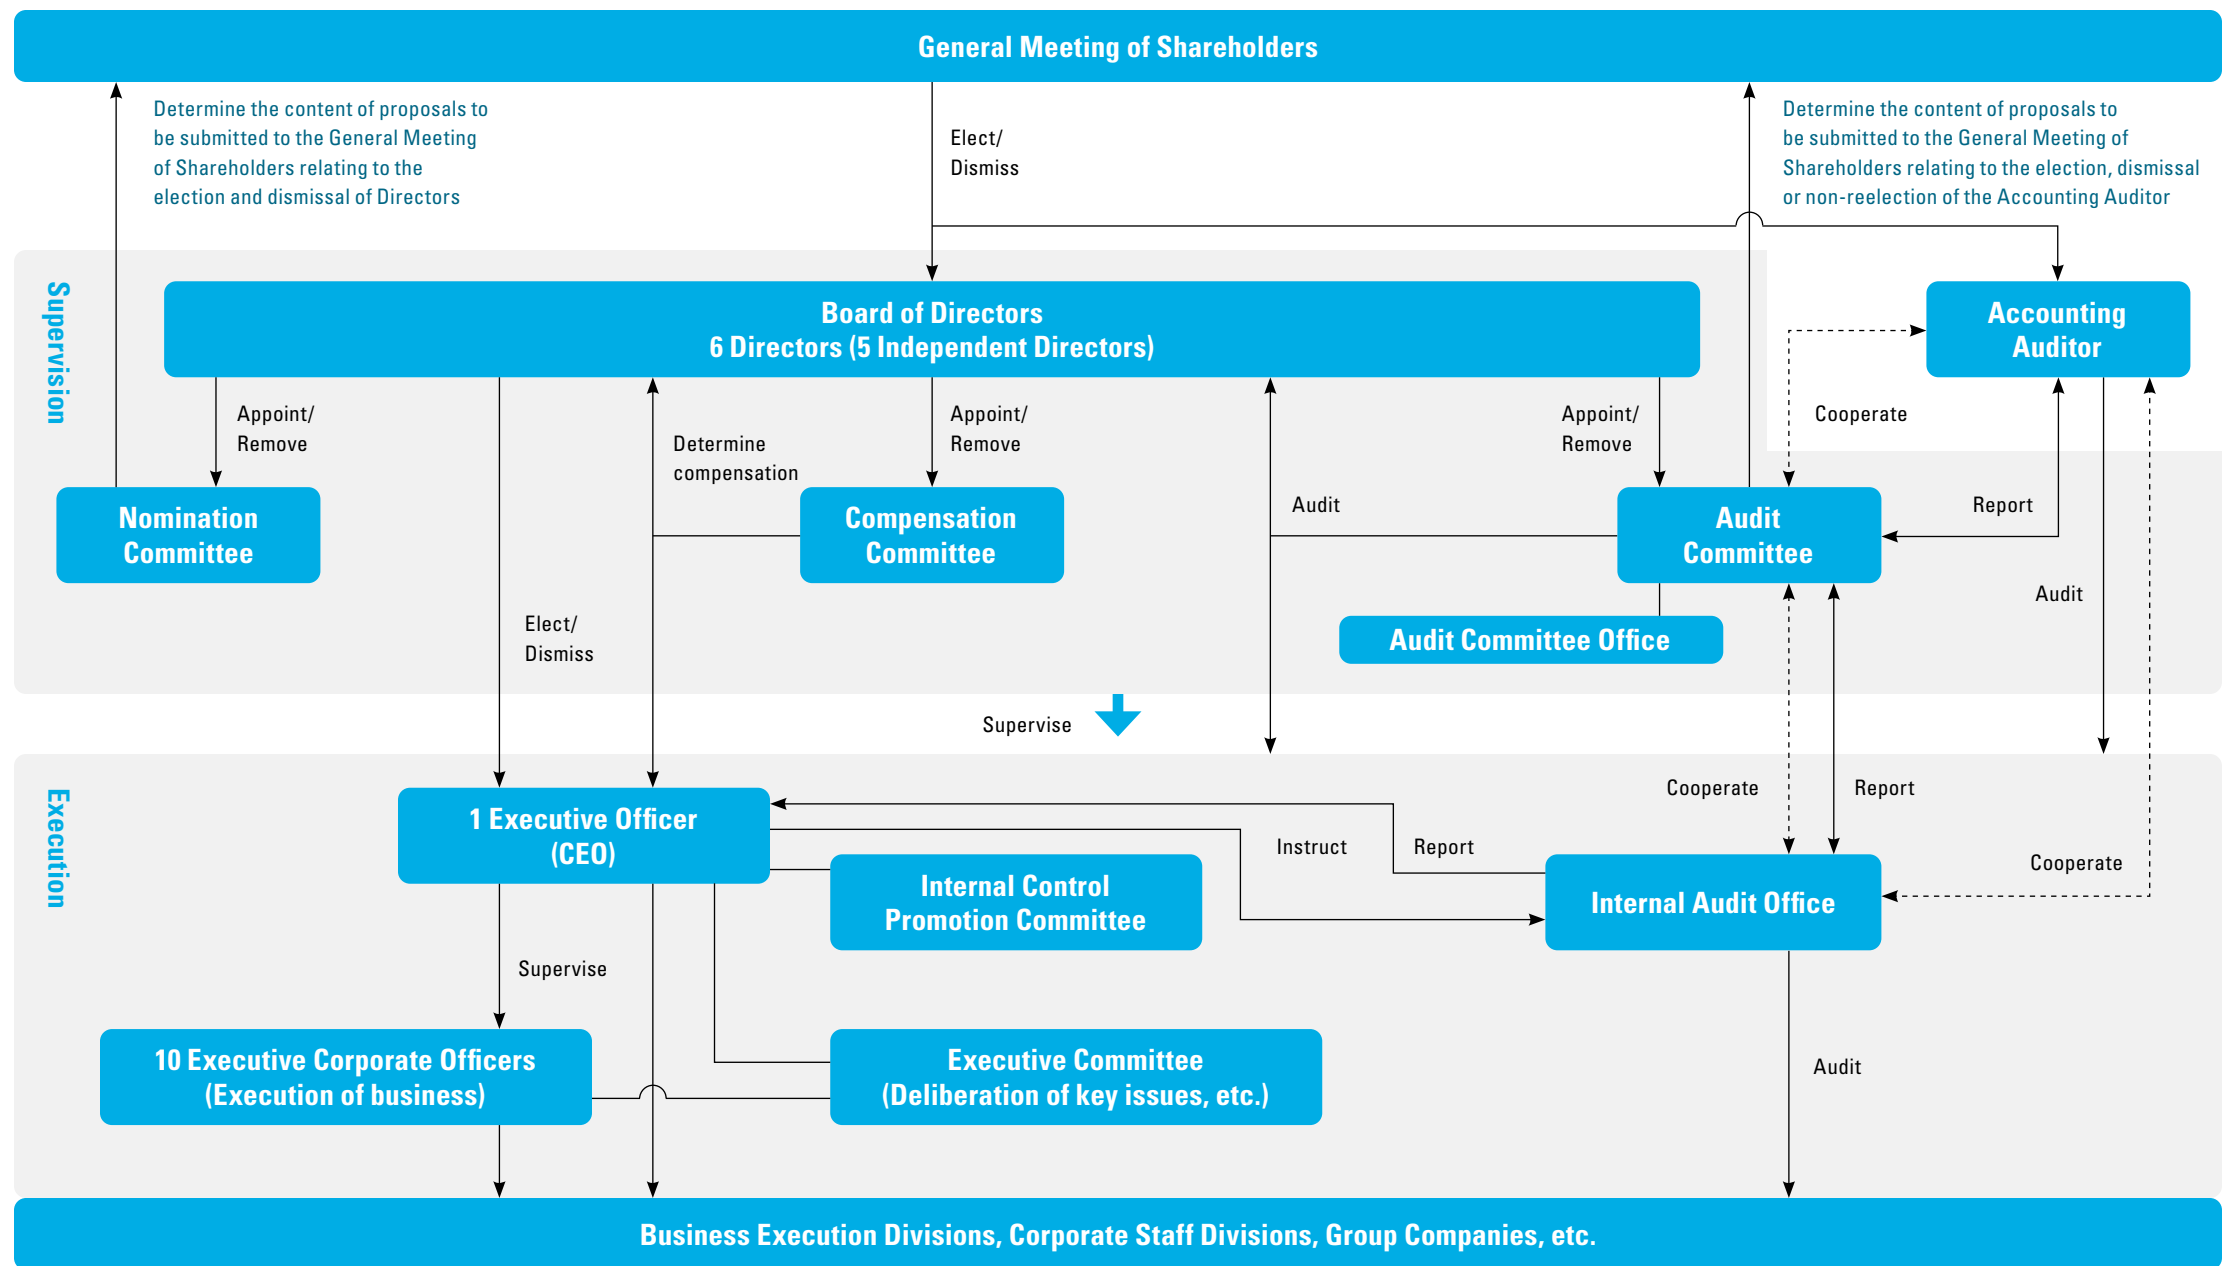 General Meeting of Shareholders
Determine the content of proposals to
be submitted to the General Meeting
of Shareholders relating to the
election and dismissal of Directors
Elect/
Dismiss
Determine the content of proposals to
be submitted to the General Meeting of
Shareholders relating to the election, dismissal
or non-reelection of the Accounting Auditor
Supervision
Board of Directors
6 Directors (5 Independent Directors)
Accounting
Auditor
Appoint/
Remove
Determine
compensation
Appoint/
Remove
Appoint/
Remove
Cooperate
Nomination
Committee
Compensation
Committee
Audit
Audit
Committee
Report
Elect/
Dismiss
Audit Committee Office
Audit
Supervise
Execution
1 Executive Officer
(CEO)
Cooperate
Report
Instruct
Report
Cooperate
Internal Control
Promotion Committee
Internal Audit Office
Supervise
10 Executive Corporate Officers
(Execution of business)
Executive Committee
(Deliberation of key issues, etc.)
Audit
Business Execution Divisions, Corporate Staff Divisions, Group Companies, etc.